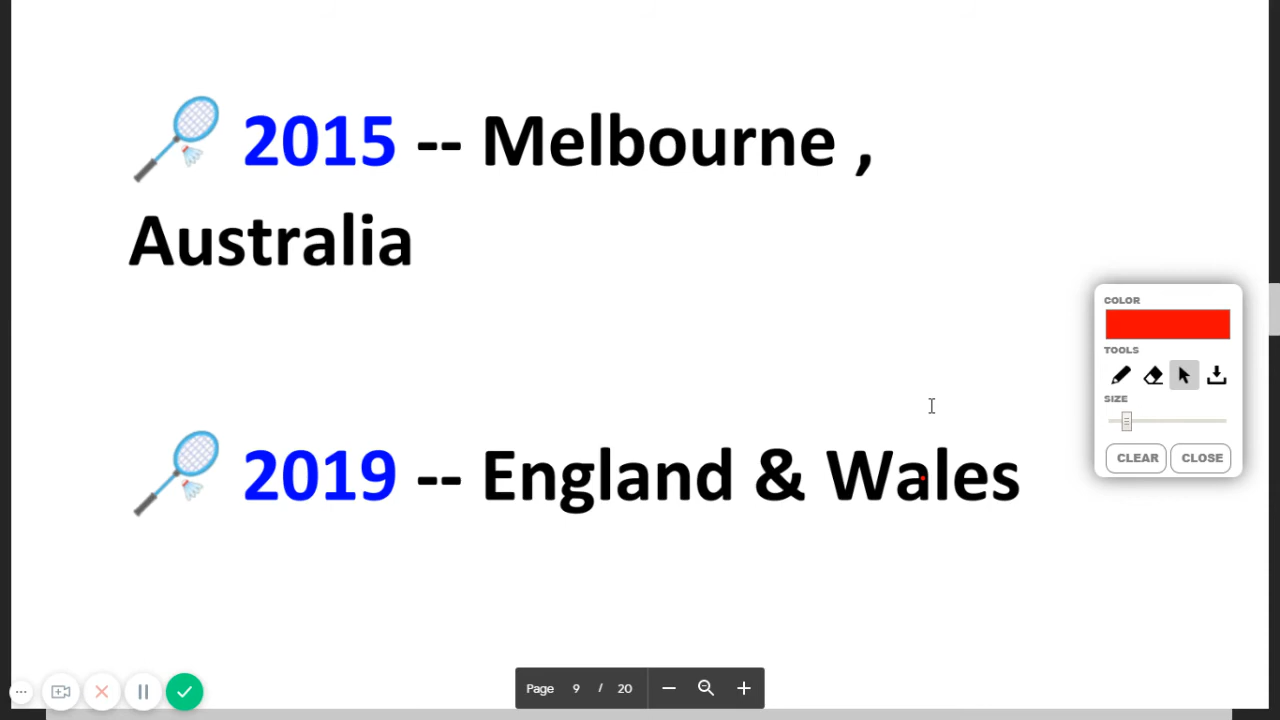 2015 -- Melbourne ,
Australia
COLOR
TOOLS
SIZE
CLEAR CLOSE
2019 -- England & Wales
Page 9 / 20